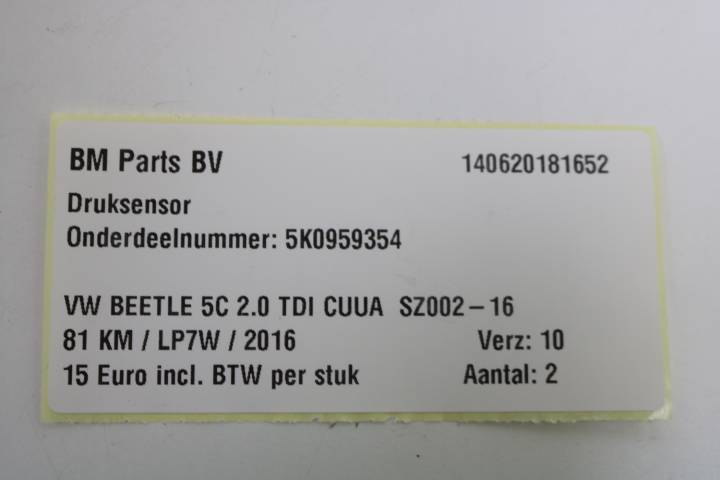 BM Parts BV 140620181652
Druksensor
Onderdeelnummer: 5K0959354
VW BEETLE 5C 2.0 TDI CUUA SZ002-16
81 KM / LP7W / 2016 Verz: 10
15 Euro incl. BTW per stuk Aantal: 2